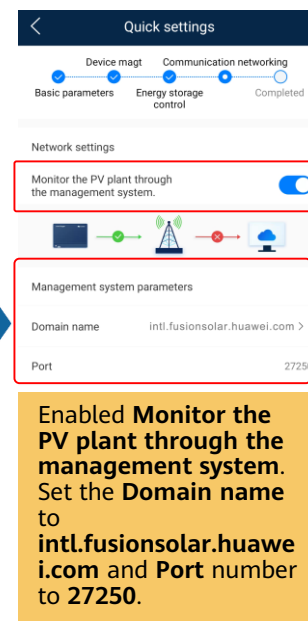 Quick settings
Device magt Communication networking
Basic parameters Energy storage control Completed
Network settings
Monitor the PV plant through
the management system.
Management system parameters
Domain name intl.fusionsolar.huawei.com >
Port 27250
Enabled Monitor the
PV plant through the
management system.
Set the Domain name
to
intl.fusionsolar.huawe
i.com and Port number
to 27250.